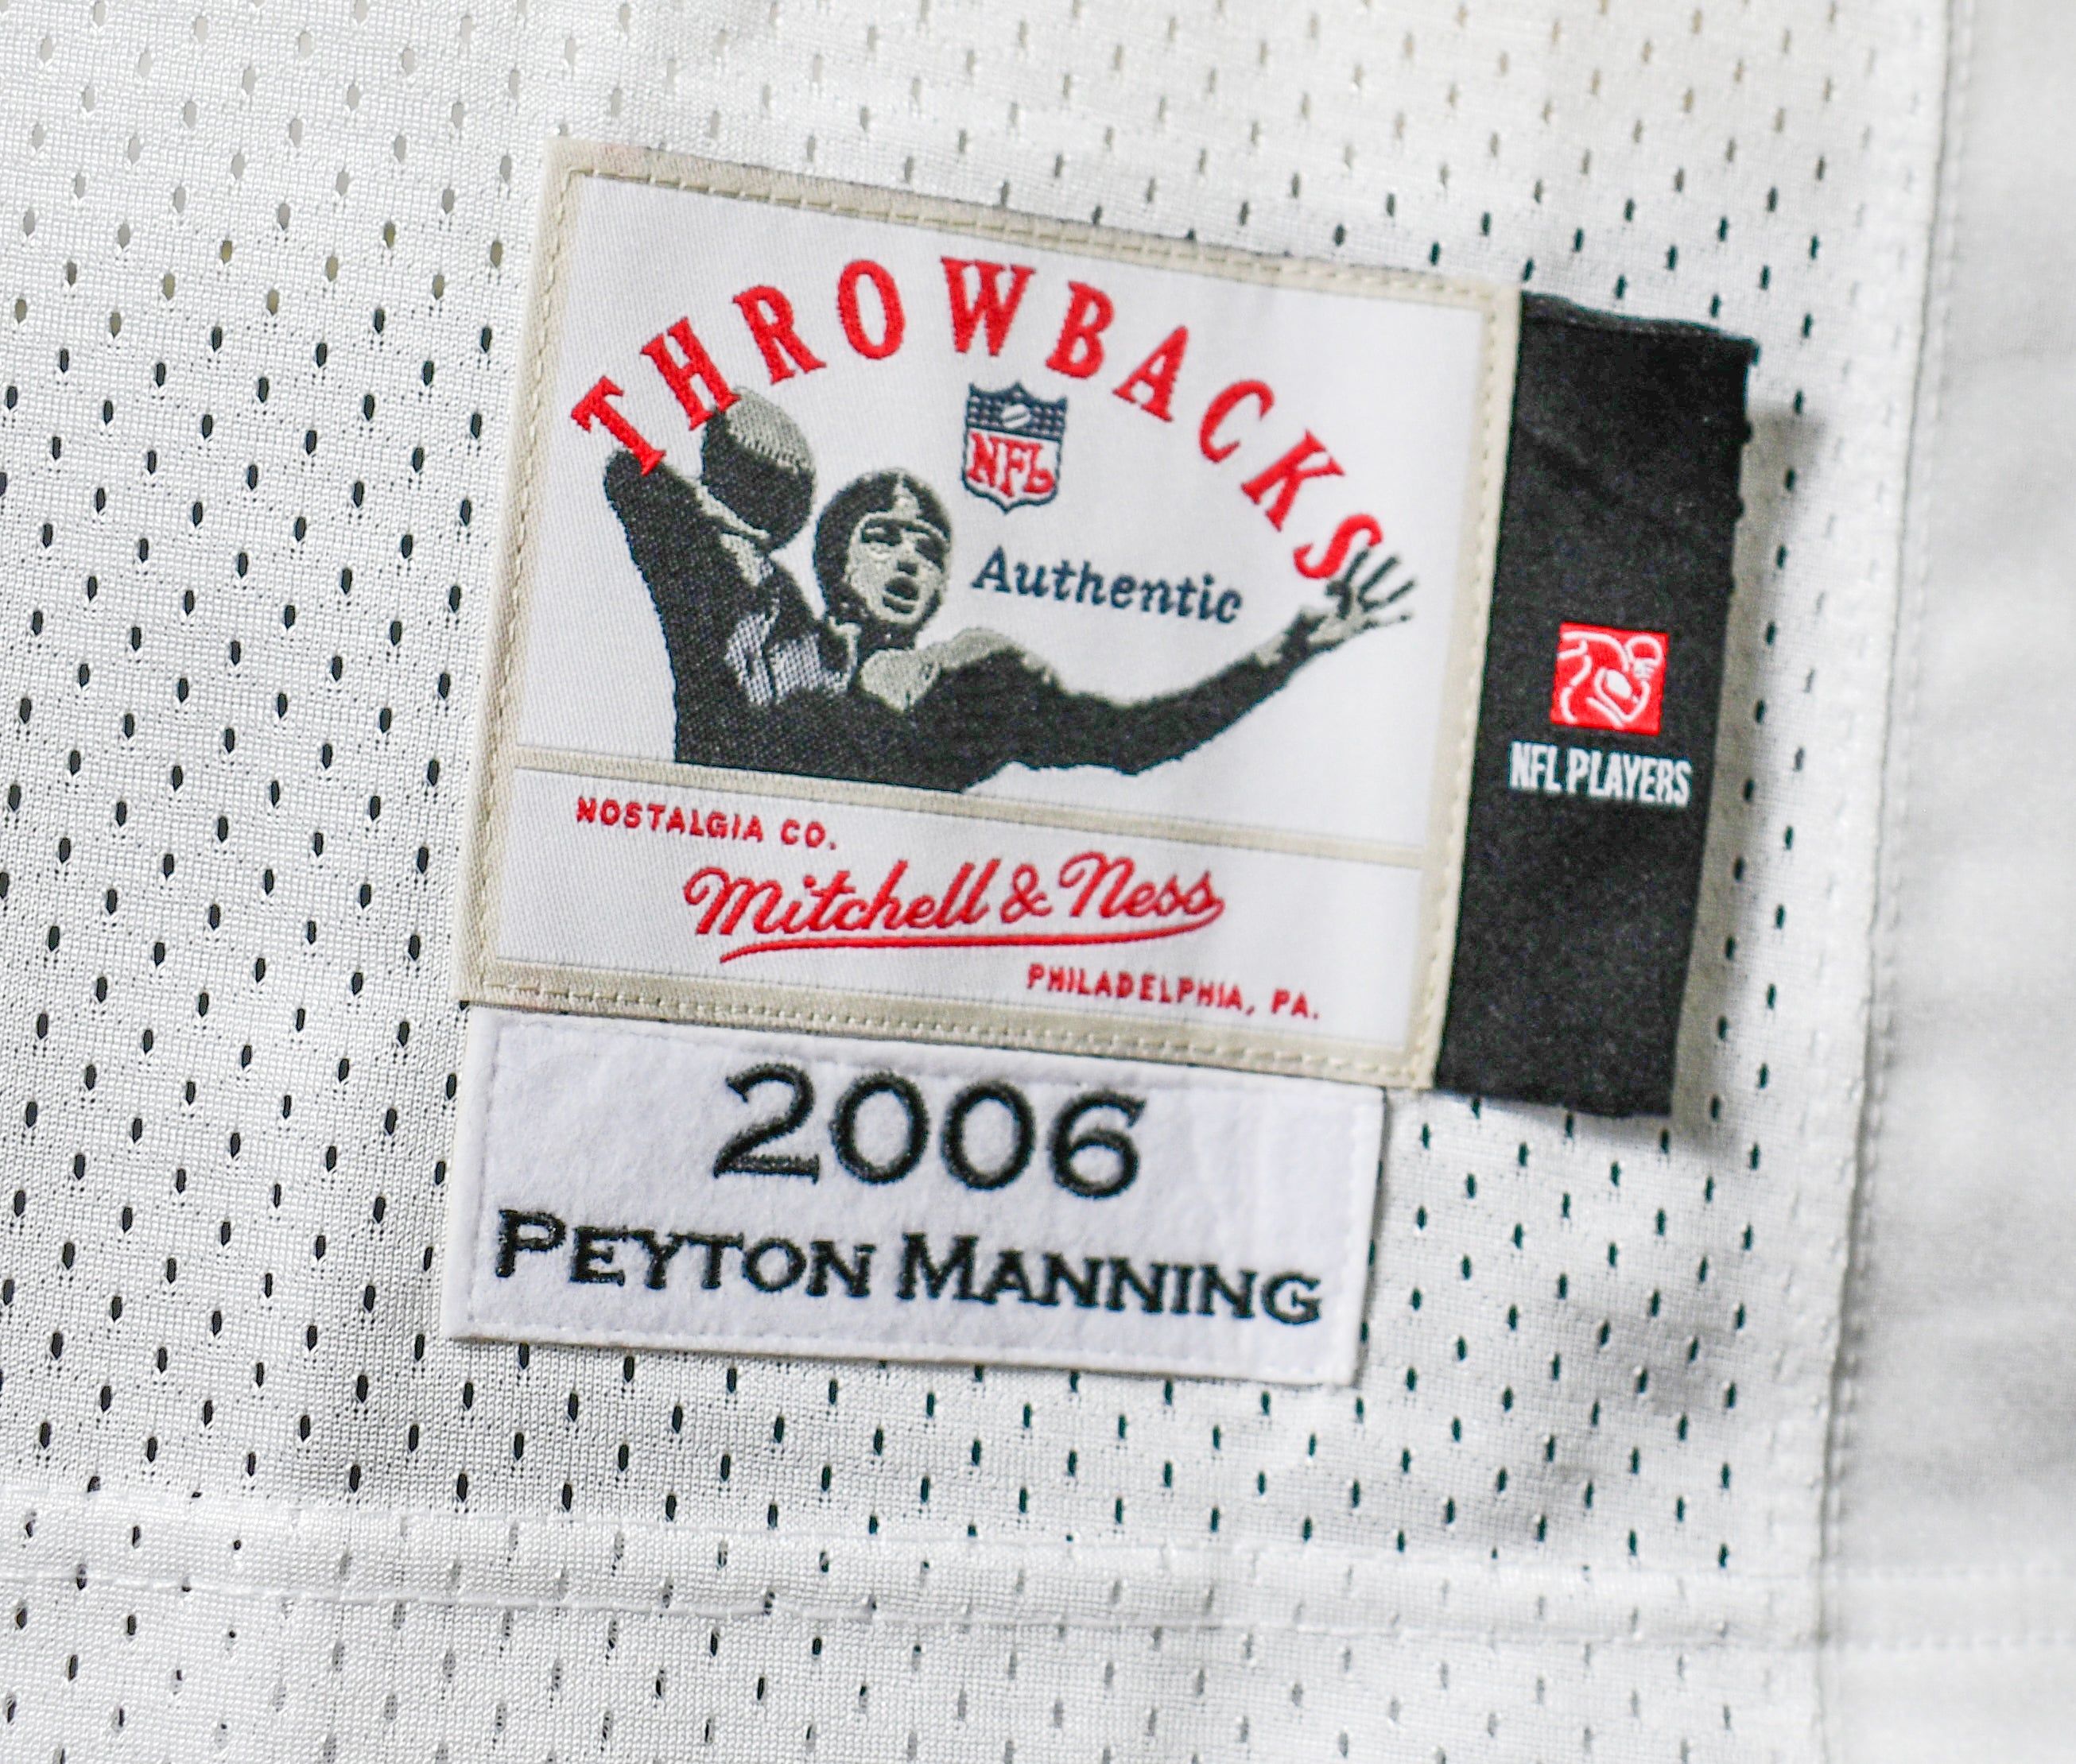 THROWBACKS
NFL
Authentic
NOSTALGIA CO.
Mitchell & Ness
PHILADELPHIA, PA.
NFL PLAYERS
2006
PEYTON MANNING